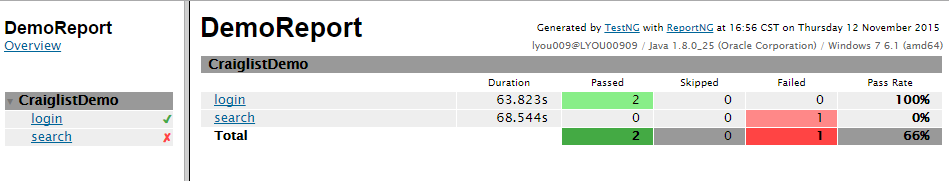 DemoReport
Overview
CraiglistDemo
login
search
DemoReport
Generated by TestNG with ReportNG at 16:56 CST on Thursday 12 November 2015
lyou009@LYOU00909 / Java 1.8.0_25 (Oracle Corporation) / Windows 7 6.1 (amd64)
CraiglistDemo
Duration Passed Skipped Failed Pass Rate
login 63.823s 2 0 0 100%
search 68.544s 0 0 1 0%
Total 2 0 1 66%